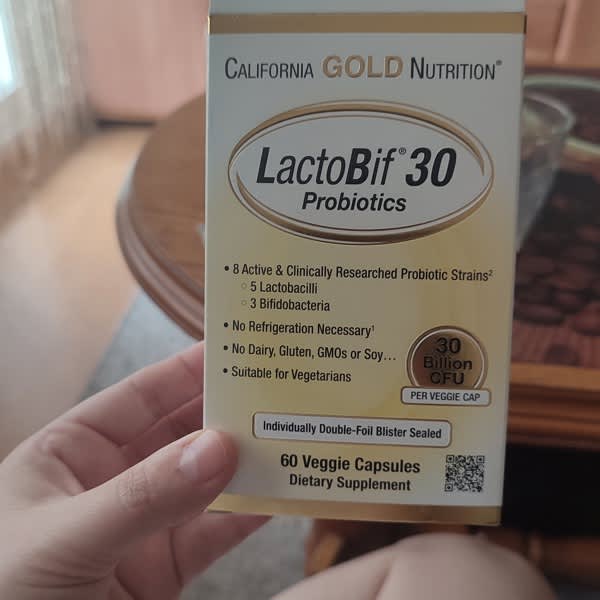 CALIFORNIA GOLD NUTRITION®
LactoBif® 30
Probiotics
• 8 Active & Clinically Researched Probiotic Strains²
○ 5 Lactobacilli
○ 3 Bifidobacteria
• No Refrigeration Necessary¹
• No Dairy, Gluten, GMOs or Soy…
• Suitable for Vegetarians
30
Billion
CFU
PER VEGGIE CAP
Individually Double-Foil Blister Sealed
60 Veggie Capsules
Dietary Supplement